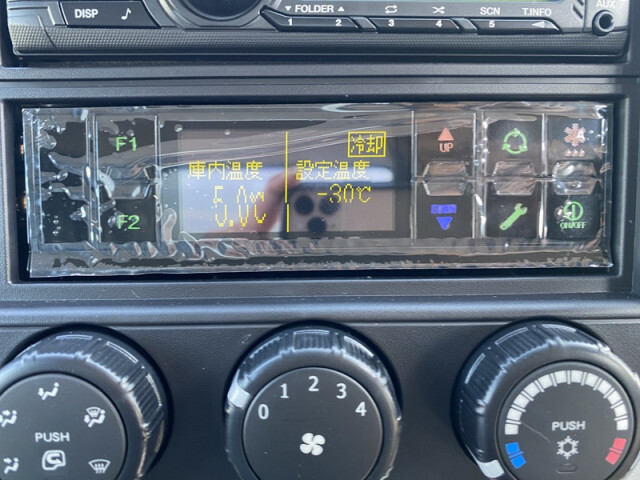 DISP
FOLDER
SCN T.INFO
AUX
1 2 3 4 5 6
F1
F2
冷却
庫内温度 設定温度
5.0℃ -30℃
UP
ON/OFF
0 1 2 3 4
PUSH
PUSH